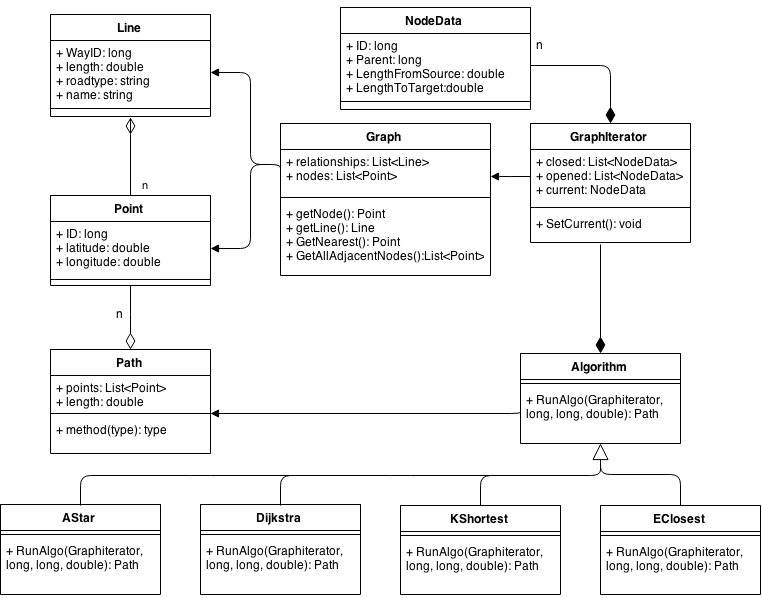 Line
+ WayID: long
+ length: double
+ roadtype: string
+ name: string
NodeData
+ ID: long
+ Parent: long
+ LengthFromSource: double
+ LengthToTarget:double
n
Graph
+ relationships: List<Line>
+ nodes: List<Point>
+ getNode(): Point
+ getLine(): Line
+ GetNearest(): Point
+ GetAllAdjacentNodes():List<Point>
GraphIterator
+ closed: List<NodeData>
+ opened: List<NodeData>
+ current: NodeData
+ SetCurrent(): void
n
Point
+ ID: long
+ latitude: double
+ longitude: double
n
Path
+ points: List<Point>
+ length: double
+ method(type): type
Algorithm
+ RunAlgo(Graphiterator,
long, long, double): Path
AStar
+ RunAlgo(Graphiterator,
long, long, double): Path
Dijkstra
+ RunAlgo(Graphiterator,
long, long, double): Path
KShortest
+ RunAlgo(Graphiterator,
long, long, double): Path
EClosest
+ RunAlgo(Graphiterator,
long, long, double): Path